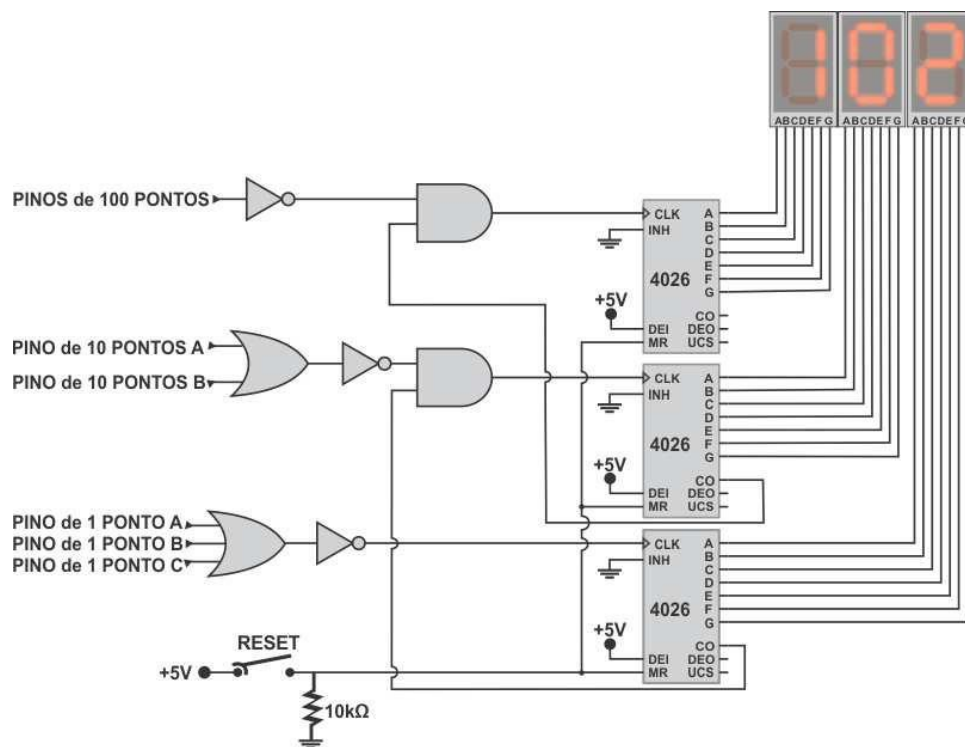 102
ABCDEFG ABCDEFG ABCDEFG
PINOS de 100 PONTOS
CLK
INH
4026
+5V
DEI
MR
A
B
C
D
E
F
G
CO
DEO
UCS
PINO de 10 PONTOS A
PINO de 10 PONTOS B
CLK
INH
4026
+5V
DEI
MR
A
B
C
D
E
F
G
CO
DEO
UCS
PINO de 1 PONTO A
PINO de 1 PONTO B
PINO de 1 PONTO C
CLK
INH
4026
+5V
DEI
MR
A
B
C
D
E
F
G
CO
DEO
UCS
RESET
+5V
10kΩ